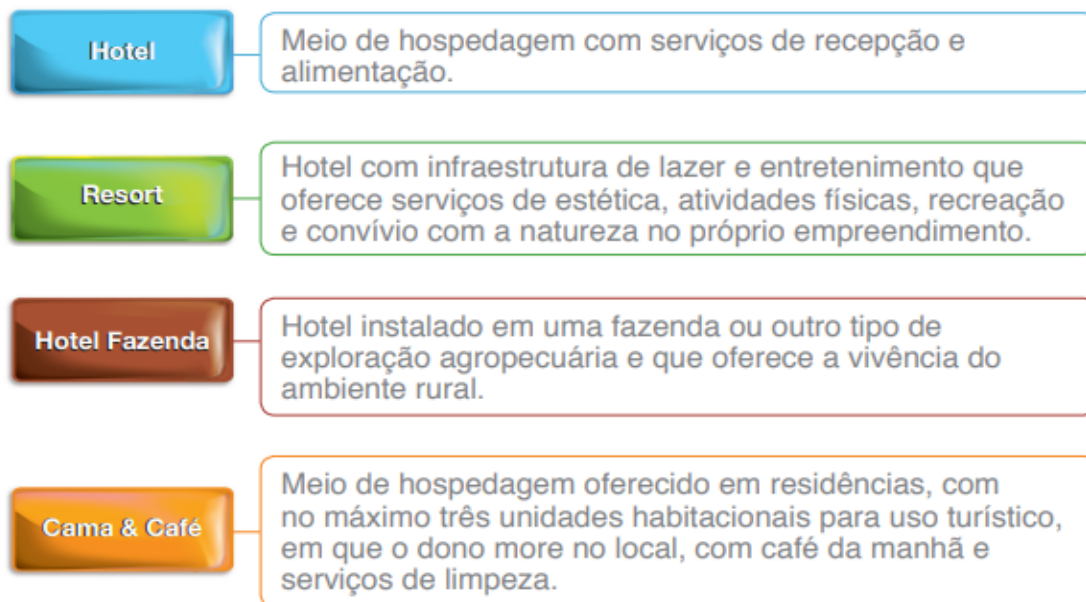 Hotel
Meio de hospedagem com serviços de recepção e
alimentação.
Resort
Hotel com infraestrutura de lazer e entretenimento que
oferece serviços de estética, atividades físicas, recreação
e convívio com a natureza no próprio empreendimento.
Hotel Fazenda
Hotel instalado em uma fazenda ou outro tipo de
exploração agropecuária e que oferece a vivência do
ambiente rural.
Cama & Café
Meio de hospedagem oferecido em residências, com
no máximo três unidades habitacionais para uso turístico,
em que o dono more no local, com café da manhã e
serviços de limpeza.